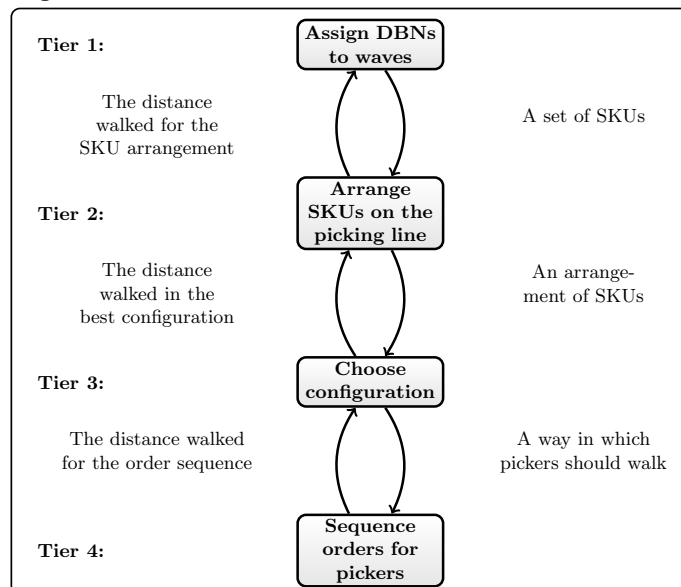 Tier 1:
Assign DBNs
to waves
The distance
walked for the
SKU arrangement
A set of SKUs
Tier 2:
Arrange
SKUs on the
picking line
The distance
walked in the
best configuration
An arrange-
ment of SKUs
Tier 3:
Choose
configuration
The distance walked
for the order sequence
A way in which
pickers should walk
Tier 4:
Sequence
orders for
pickers